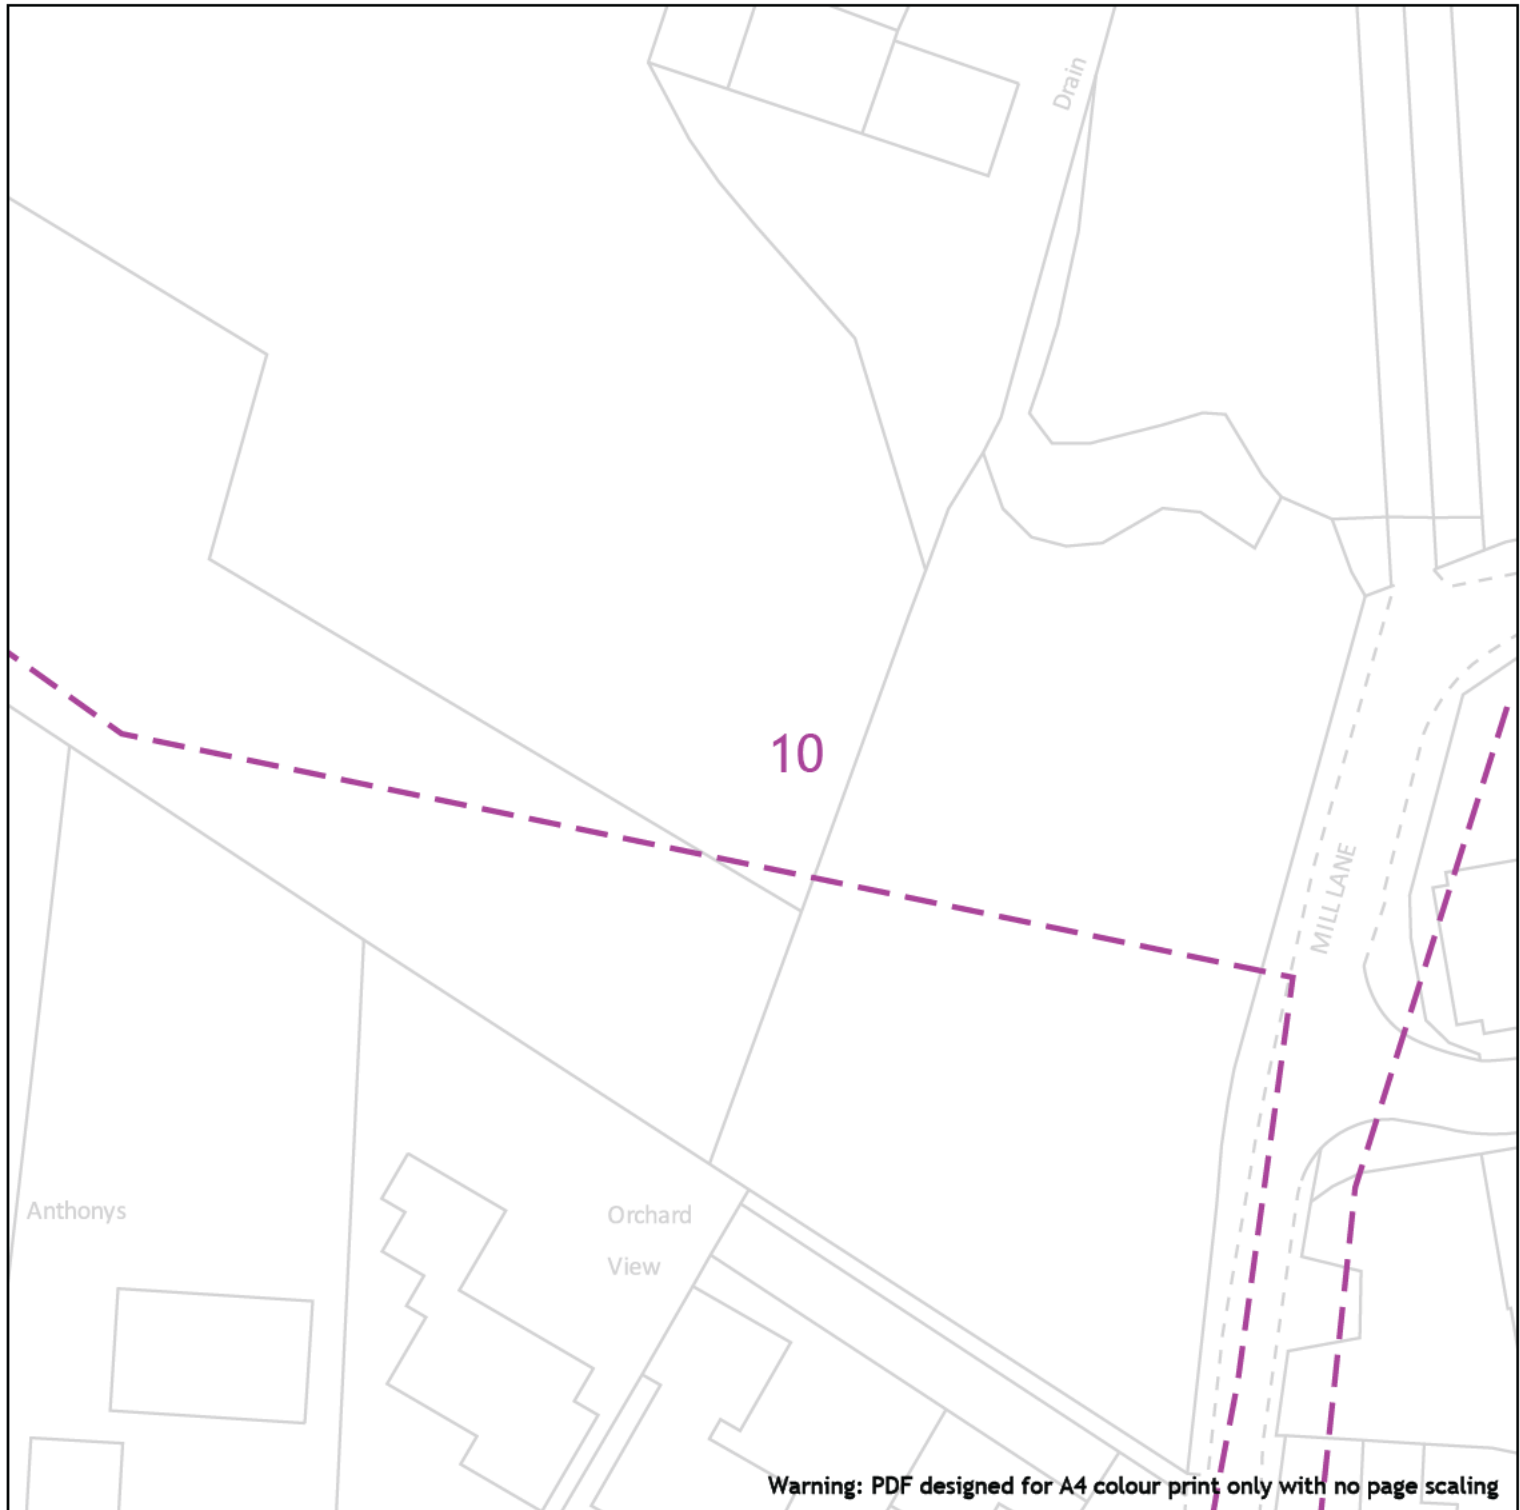 Drain
10
MILL LANE
Anthonys
Orchard
View
Warning: PDF designed for A4 colour print only with no page scaling